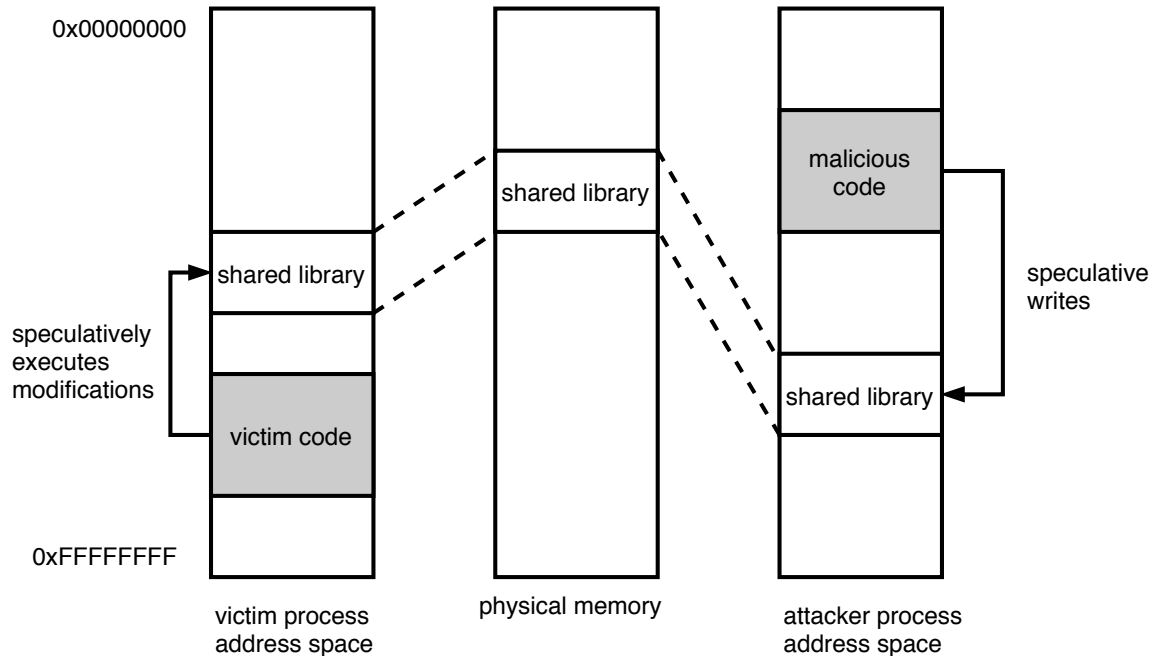 0x00000000
shared library
speculatively
executes
modifications
victim code
0xFFFFFFFF
victim process
address space
shared library
physical memory
malicious
code
speculative
writes
shared library
attacker process
address space